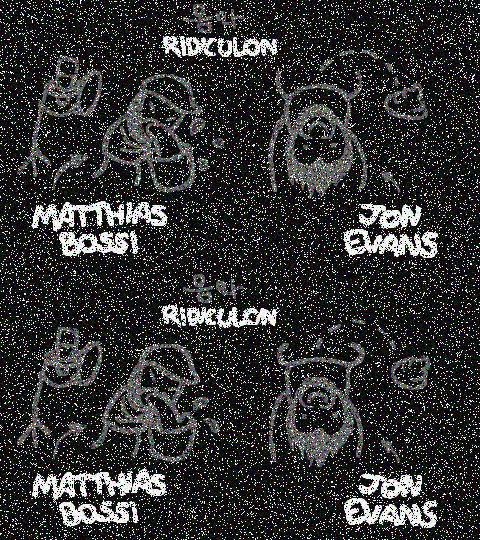 RIDICULON
MATTHIAS
BOSSI
JON
EVANS
RIDICULON
MATTHIAS
BOSSI
JON
EVANS